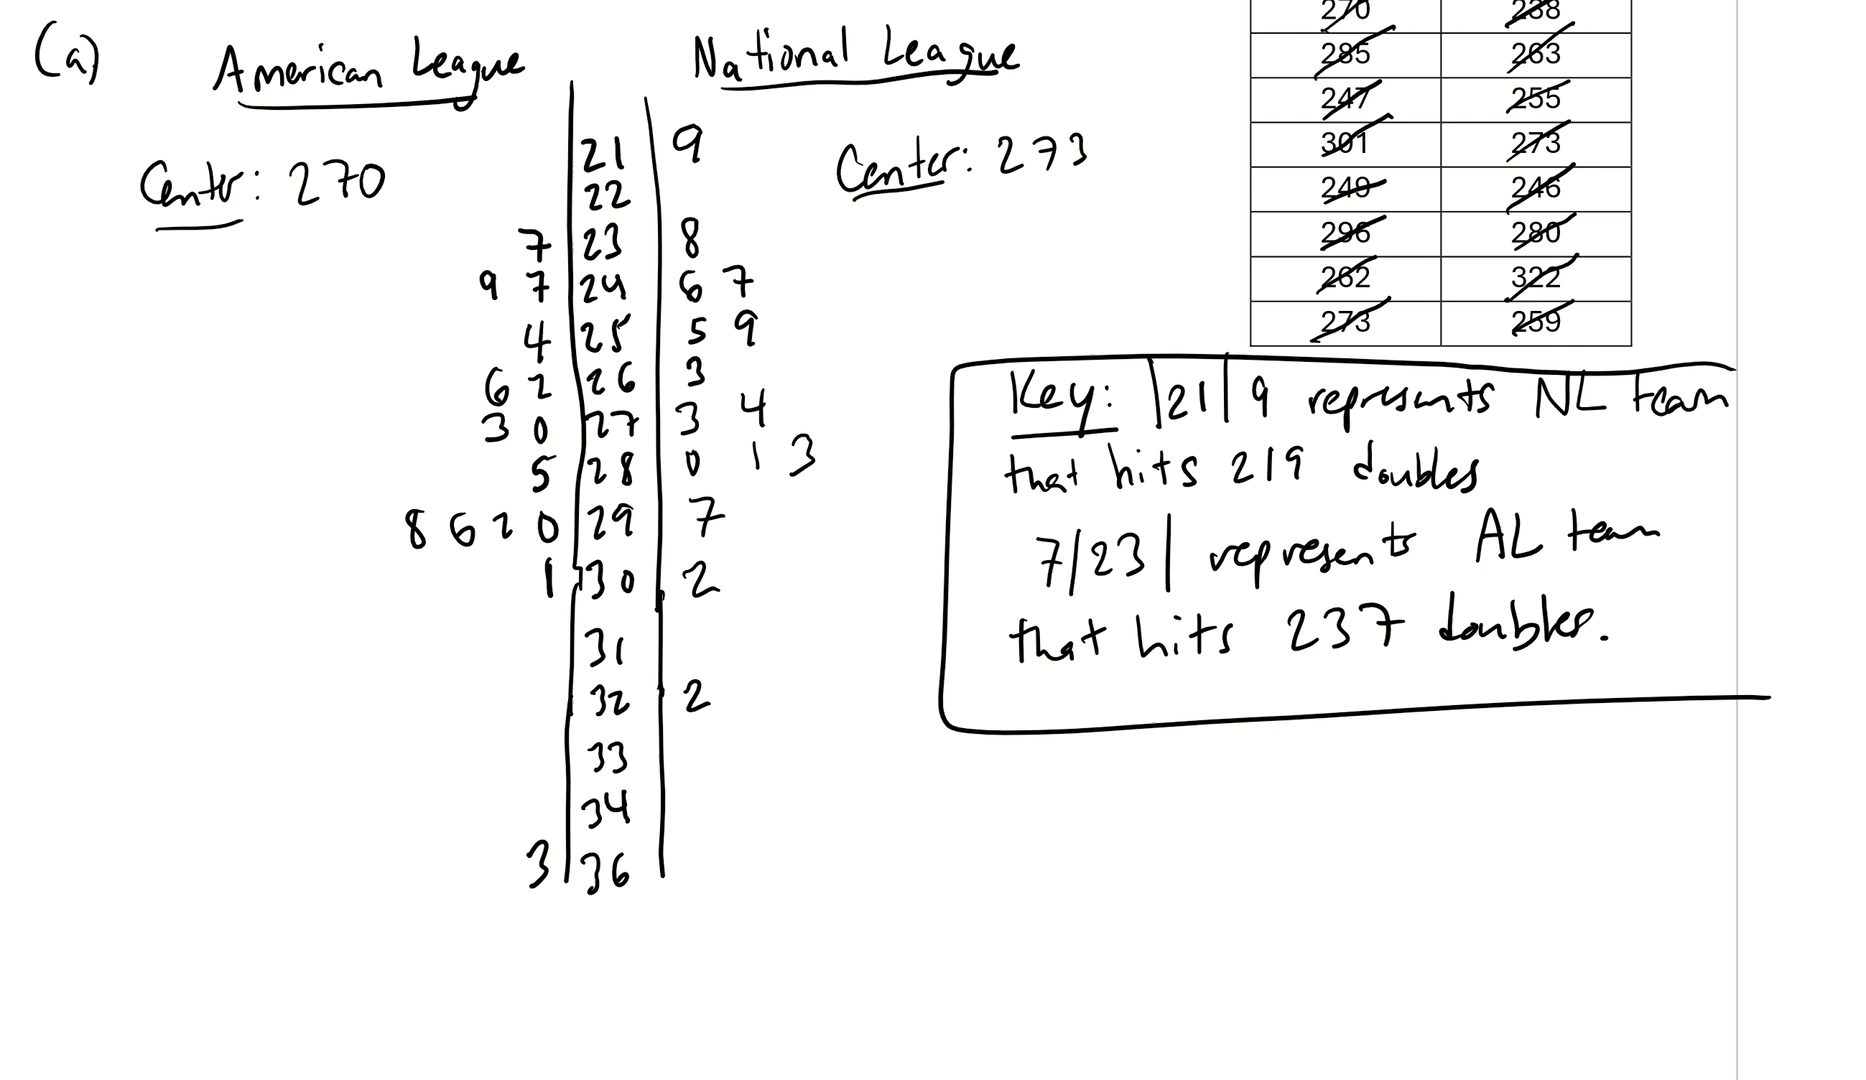 (a) American League National League
Center: 270
Center: 273
21 | 9
22
7 | 23 | 8
9 7 | 24 | 6 7
4 | 25 | 5 9
6 2 | 26 | 3
3 0 | 27 | 3 4
5 | 28 | 0 1 3
8 6 2 0 | 29 | 7
1 | 30 | 2
31
32 | 2
33
34
3 | 36
270 238
285 263
247 255
301 273
249 246
296 280
262 322
273 259
Key: |21| 9 represents NL team
that hits 219 doubles
7/23| represents AL team
that hits 237 doubles.